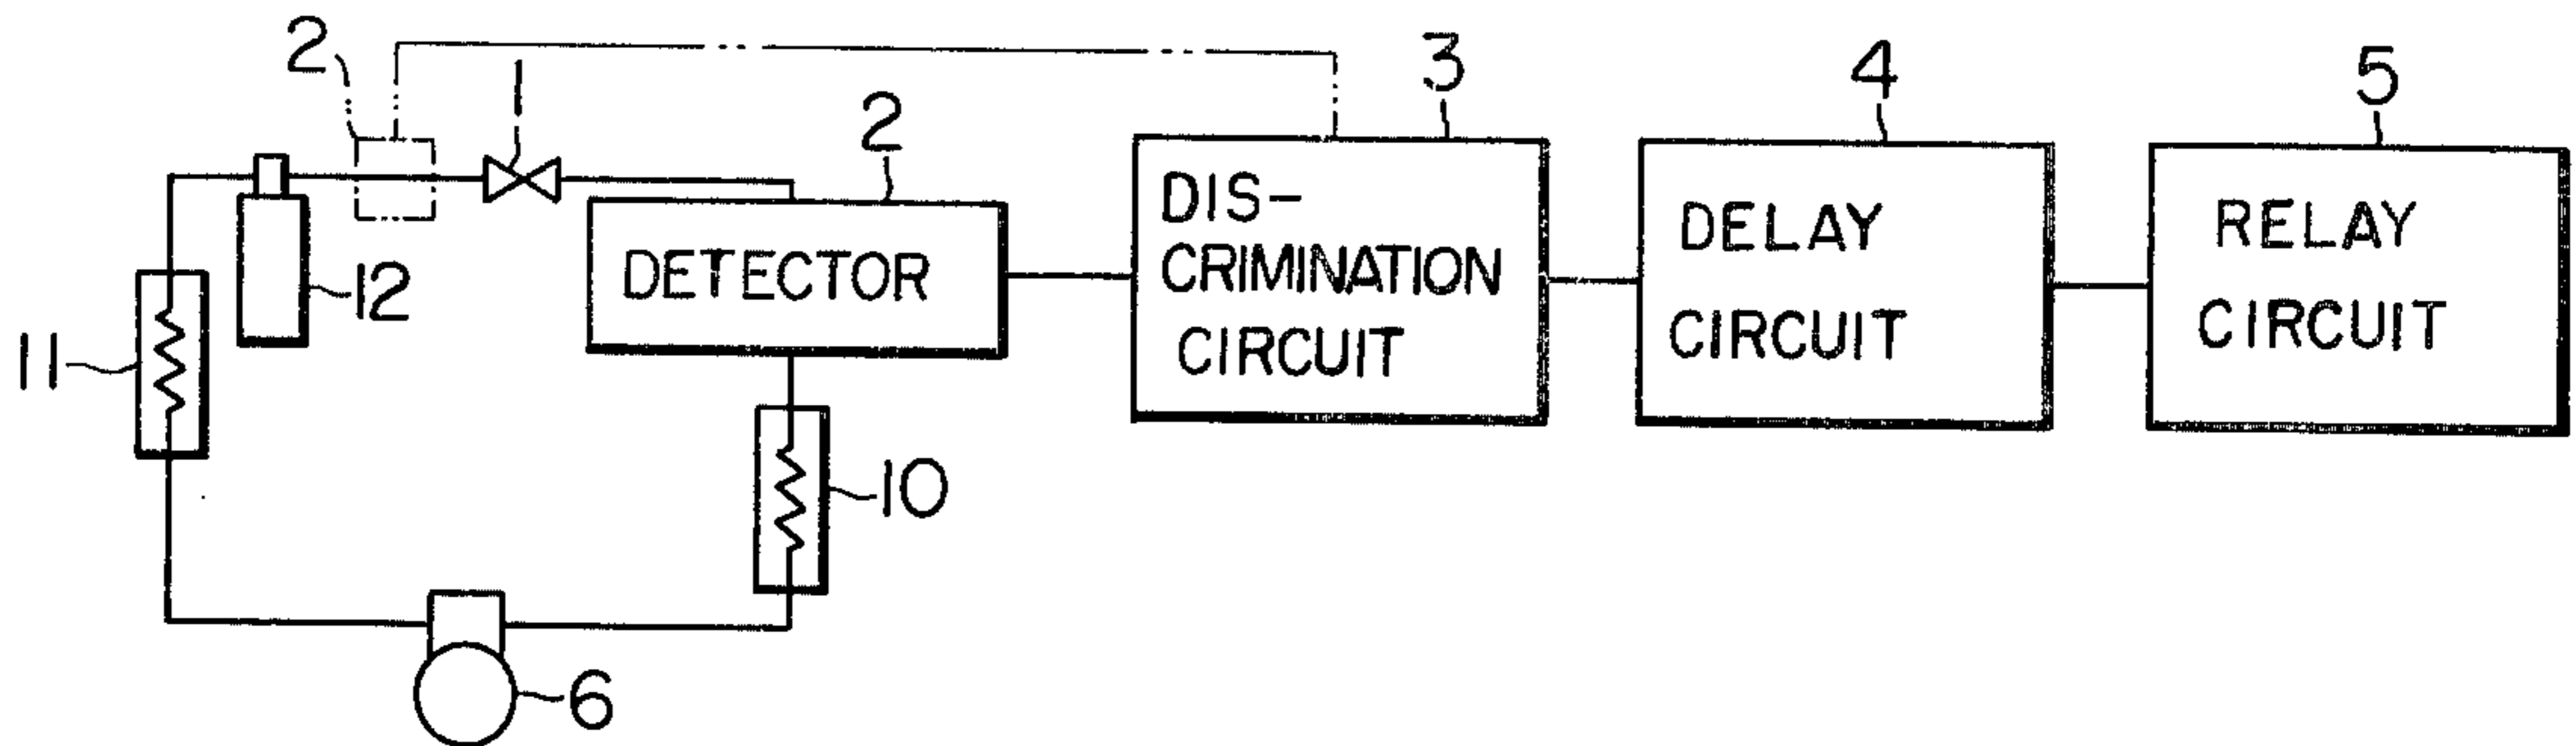 2
1
2
3
4
5
DETECTOR
DIS-
CRIMINATION
CIRCUIT
DELAY
CIRCUIT
RELAY
CIRCUIT
12
11
10
6